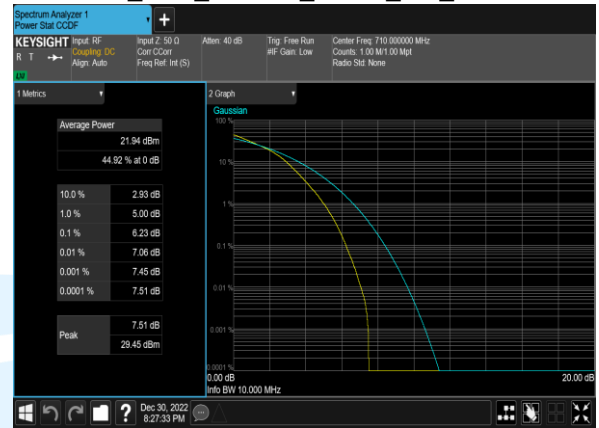 Spectrum Analyzer 1
Power Stat CCDF
+
KEYSIGHT
R T
LW
Input: RF
Coupling: DC
Align: Auto
Input Z: 50 Ω
Corr CCorr
Freq Ref: Int (S)
Atten: 40 dB
Trig: Free Run
#IF Gain: Low
Center Freq: 710.000000 MHz
Counts: 1.00 M/1.00 Mpt
Radio Std: None
1 Metrics
Average Power
21.94 dBm
44.92 % at 0 dB
10.0 % 2.93 dB
1.0 % 5.00 dB
0.1 % 6.23 dB
0.01 % 7.06 dB
0.001 % 7.45 dB
0.0001 % 7.51 dB
Peak
7.51 dB
29.45 dBm
2 Graph
Gaussian
100 %
10 %
1 %
0.1 %
0.01 %
0.001 %
0.0001 %
0.00 dB 20.00 dB
Info BW 10.000 MHz
?
Dec 30, 2022
8:27:33 PM